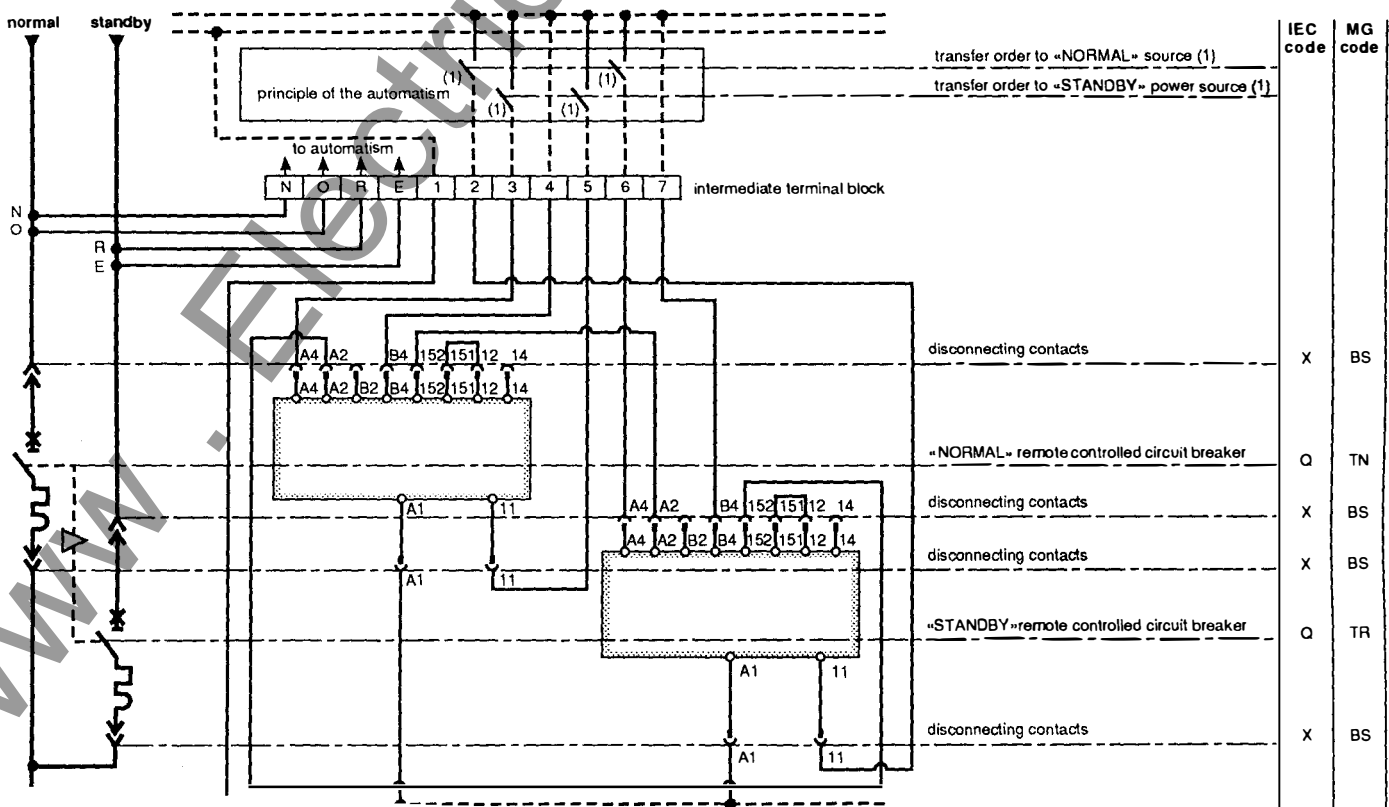 normal standby
IEC code MG code
transfer order to «NORMAL» source (1)
(1) (1)
principle of the automatism
transfer order to «STANDBY» power source (1)
(1) (1)
to automatism
N O R E 1 2 3 4 5 6 7 intermediate terminal block
N
O
R
E
A4 A2 B4 152 151 12 14
disconnecting contacts X BS
A4 A2 B2 B4 152 151 12 14
«NORMAL» remote controlled circuit breaker Q TN
A1 11
A4 A2 B4 152 151 12 14
disconnecting contacts X BS
A4 A2 B2 B4 152 151 12 14
disconnecting contacts X BS
A1 11
«STANDBY» remote controlled circuit breaker Q TR
A1 11
disconnecting contacts X BS
A1 11
www . Electric